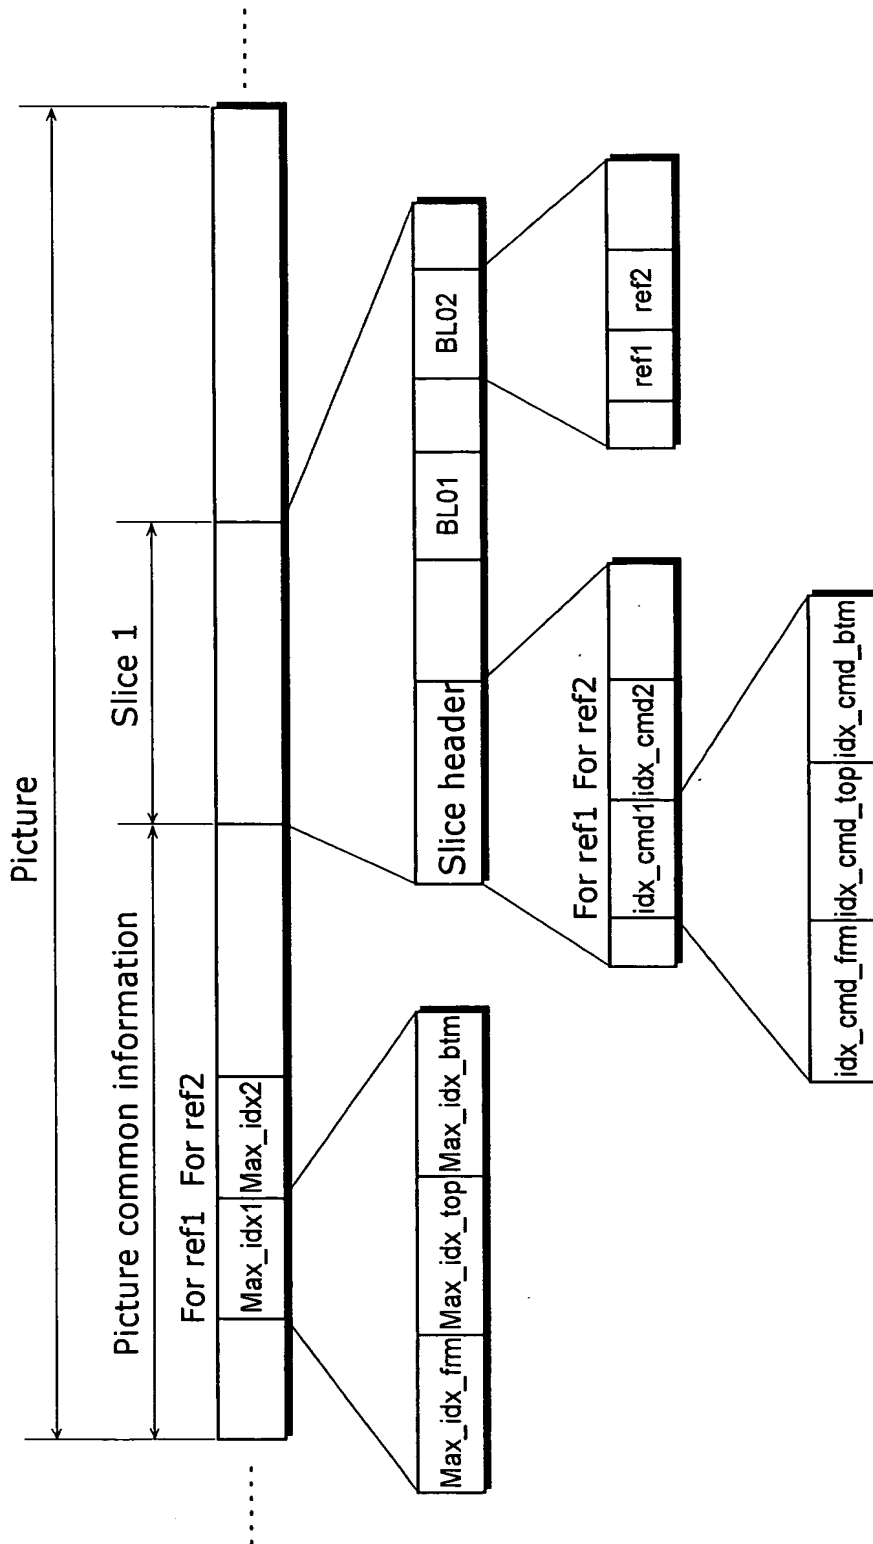 Picture
Picture common information
Slice 1
For ref1 For ref2
Max_idx1 Max_idx2
Max_idx_frm Max_idx_top Max_idx_btm
Slice header
BL01
BL02
For ref1 For ref2
idx_cmd1 idx_cmd2
ref1
ref2
idx_cmd_frm idx_cmd_top idx_cmd_btm